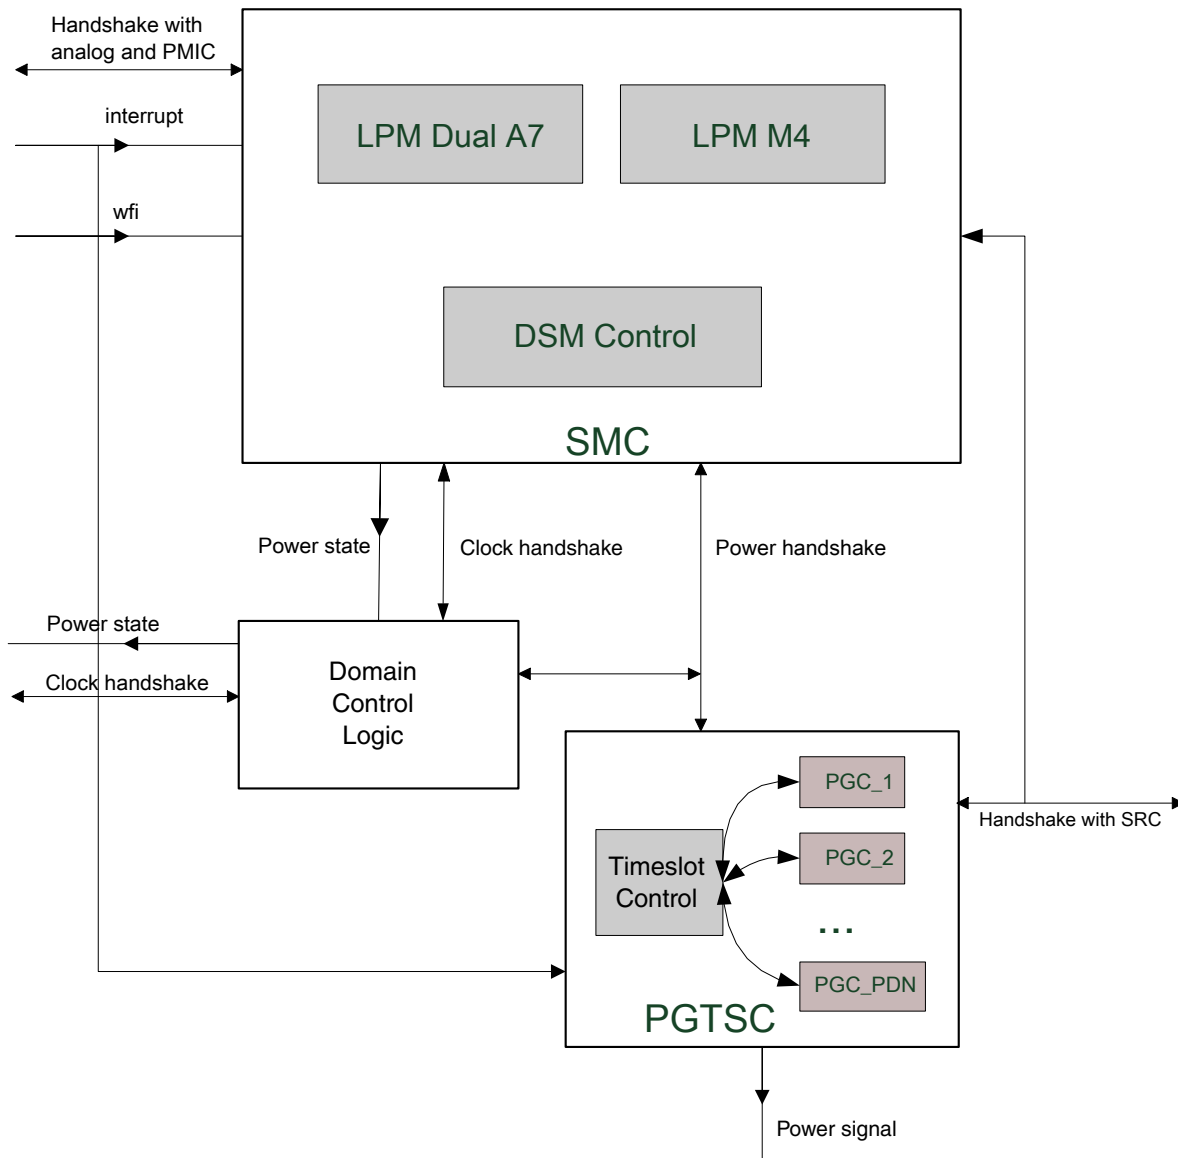 Handshake with
analog and PMIC
interrupt
wfi
LPM Dual A7
LPM M4
DSM Control
SMC
Power state
Clock handshake
Power handshake
Power state
Clock handshake
Domain
Control
Logic
PGC_1
PGC_2
...
PGC_PDN
Timeslot
Control
PGTSC
Handshake with SRC
Power signal